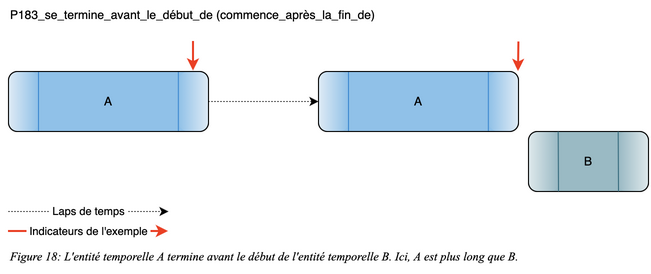 P183_se_termine_avant_le_début_de (commence_après_la_fin_de)
A
A
B
Laps de temps
Indicateurs de l'exemple
Figure 18: L'entité temporelle A termine avant le début de l'entité temporelle B. Ici, A est plus long que B.